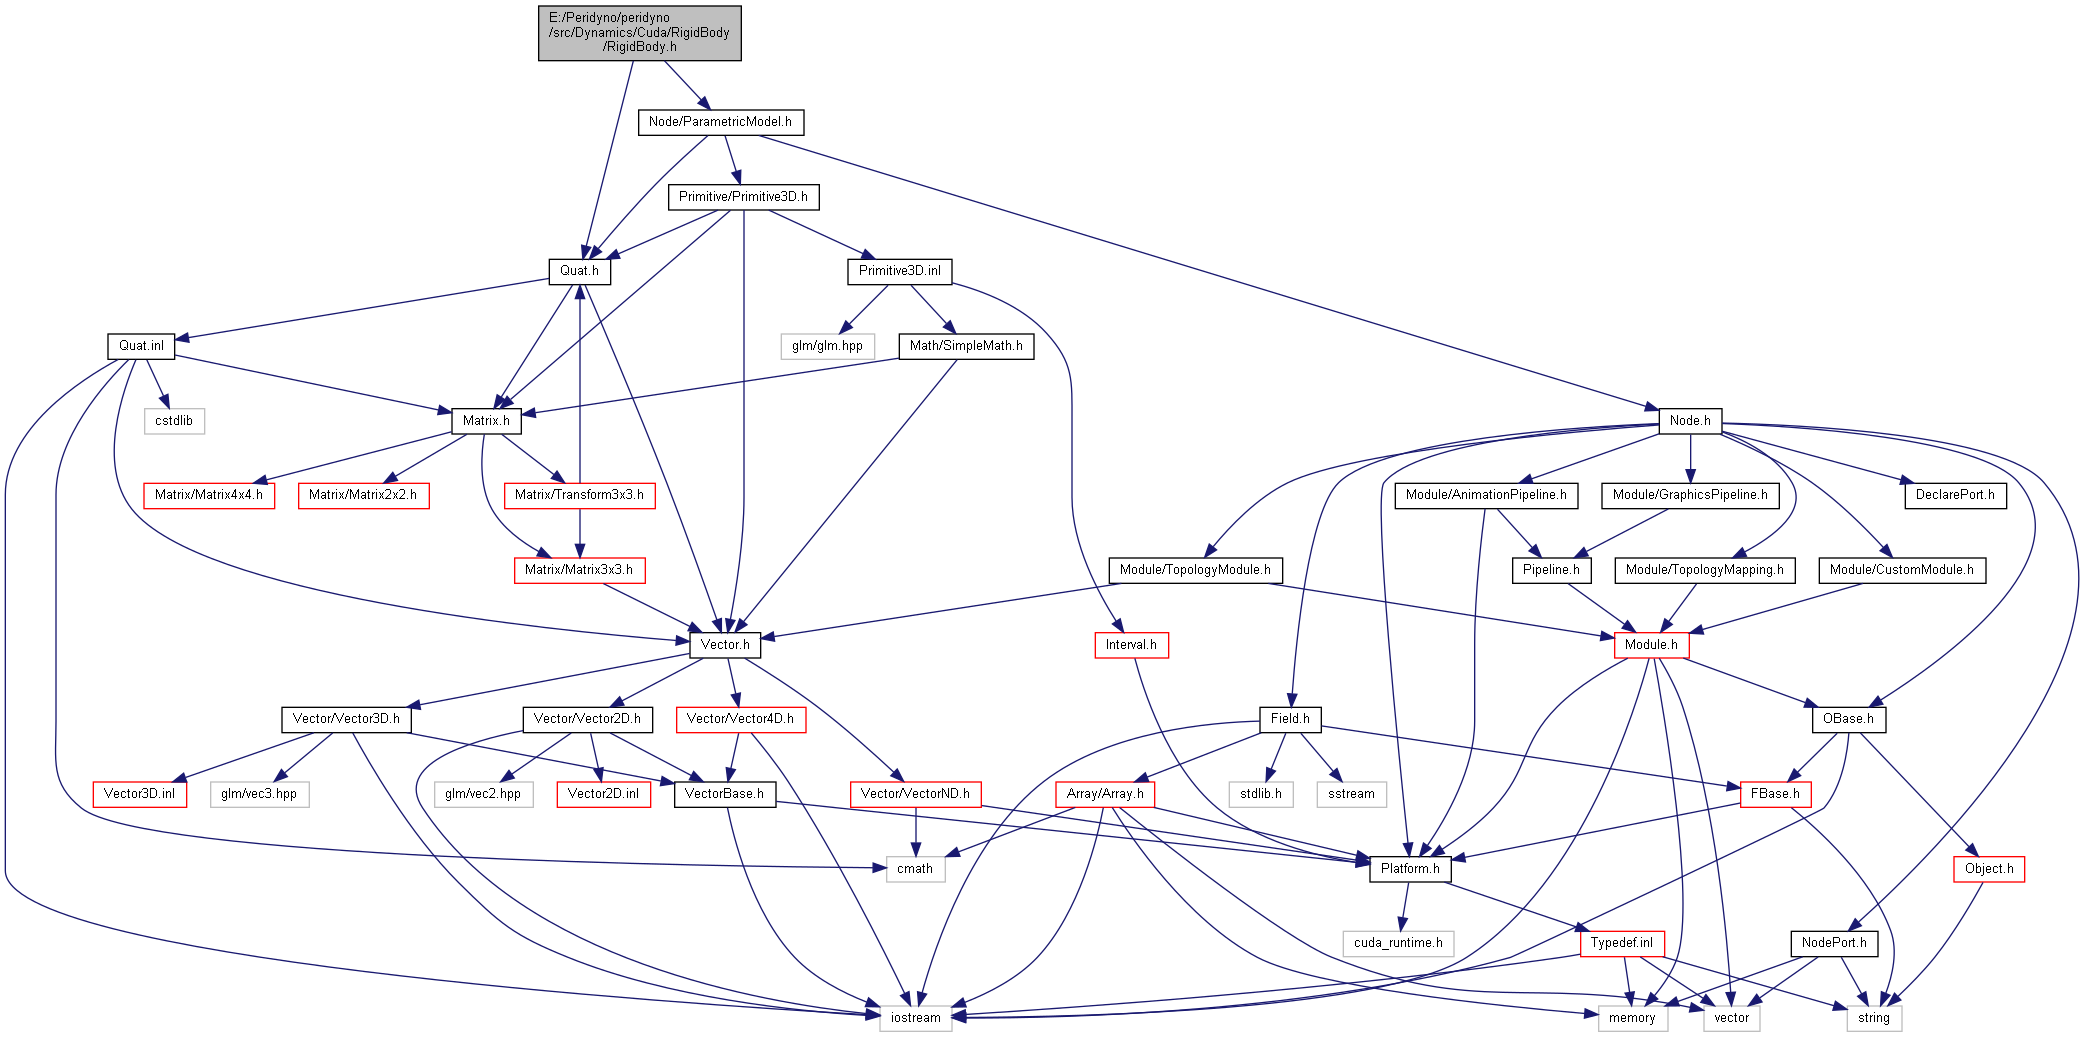 E:/Peridyno/peridyno
/src/Dynamics/Cuda/RigidBody
/RigidBody.h
Node/ParametricModel.h
Primitive/Primitive3D.h
Quat.h
Primitive3D.inl
Quat.inl
glm/glm.hpp
Math/SimpleMath.h
cstdlib
Matrix.h
Node.h
Matrix/Matrix4x4.h
Matrix/Matrix2x2.h
Matrix/Transform3x3.h
Module/AnimationPipeline.h
Module/GraphicsPipeline.h
DeclarePort.h
Matrix/Matrix3x3.h
Module/TopologyModule.h
Pipeline.h
Module/TopologyMapping.h
Module/CustomModule.h
Vector.h
Interval.h
Module.h
Vector/Vector3D.h
Vector/Vector2D.h
Vector/Vector4D.h
Field.h
OBase.h
Vector3D.inl
glm/vec3.hpp
glm/vec2.hpp
Vector2D.inl
VectorBase.h
Vector/VectorND.h
Array/Array.h
stdlib.h
sstream
FBase.h
cmath
Platform.h
Object.h
cuda_runtime.h
Typedef.inl
NodePort.h
iostream
memory
vector
string